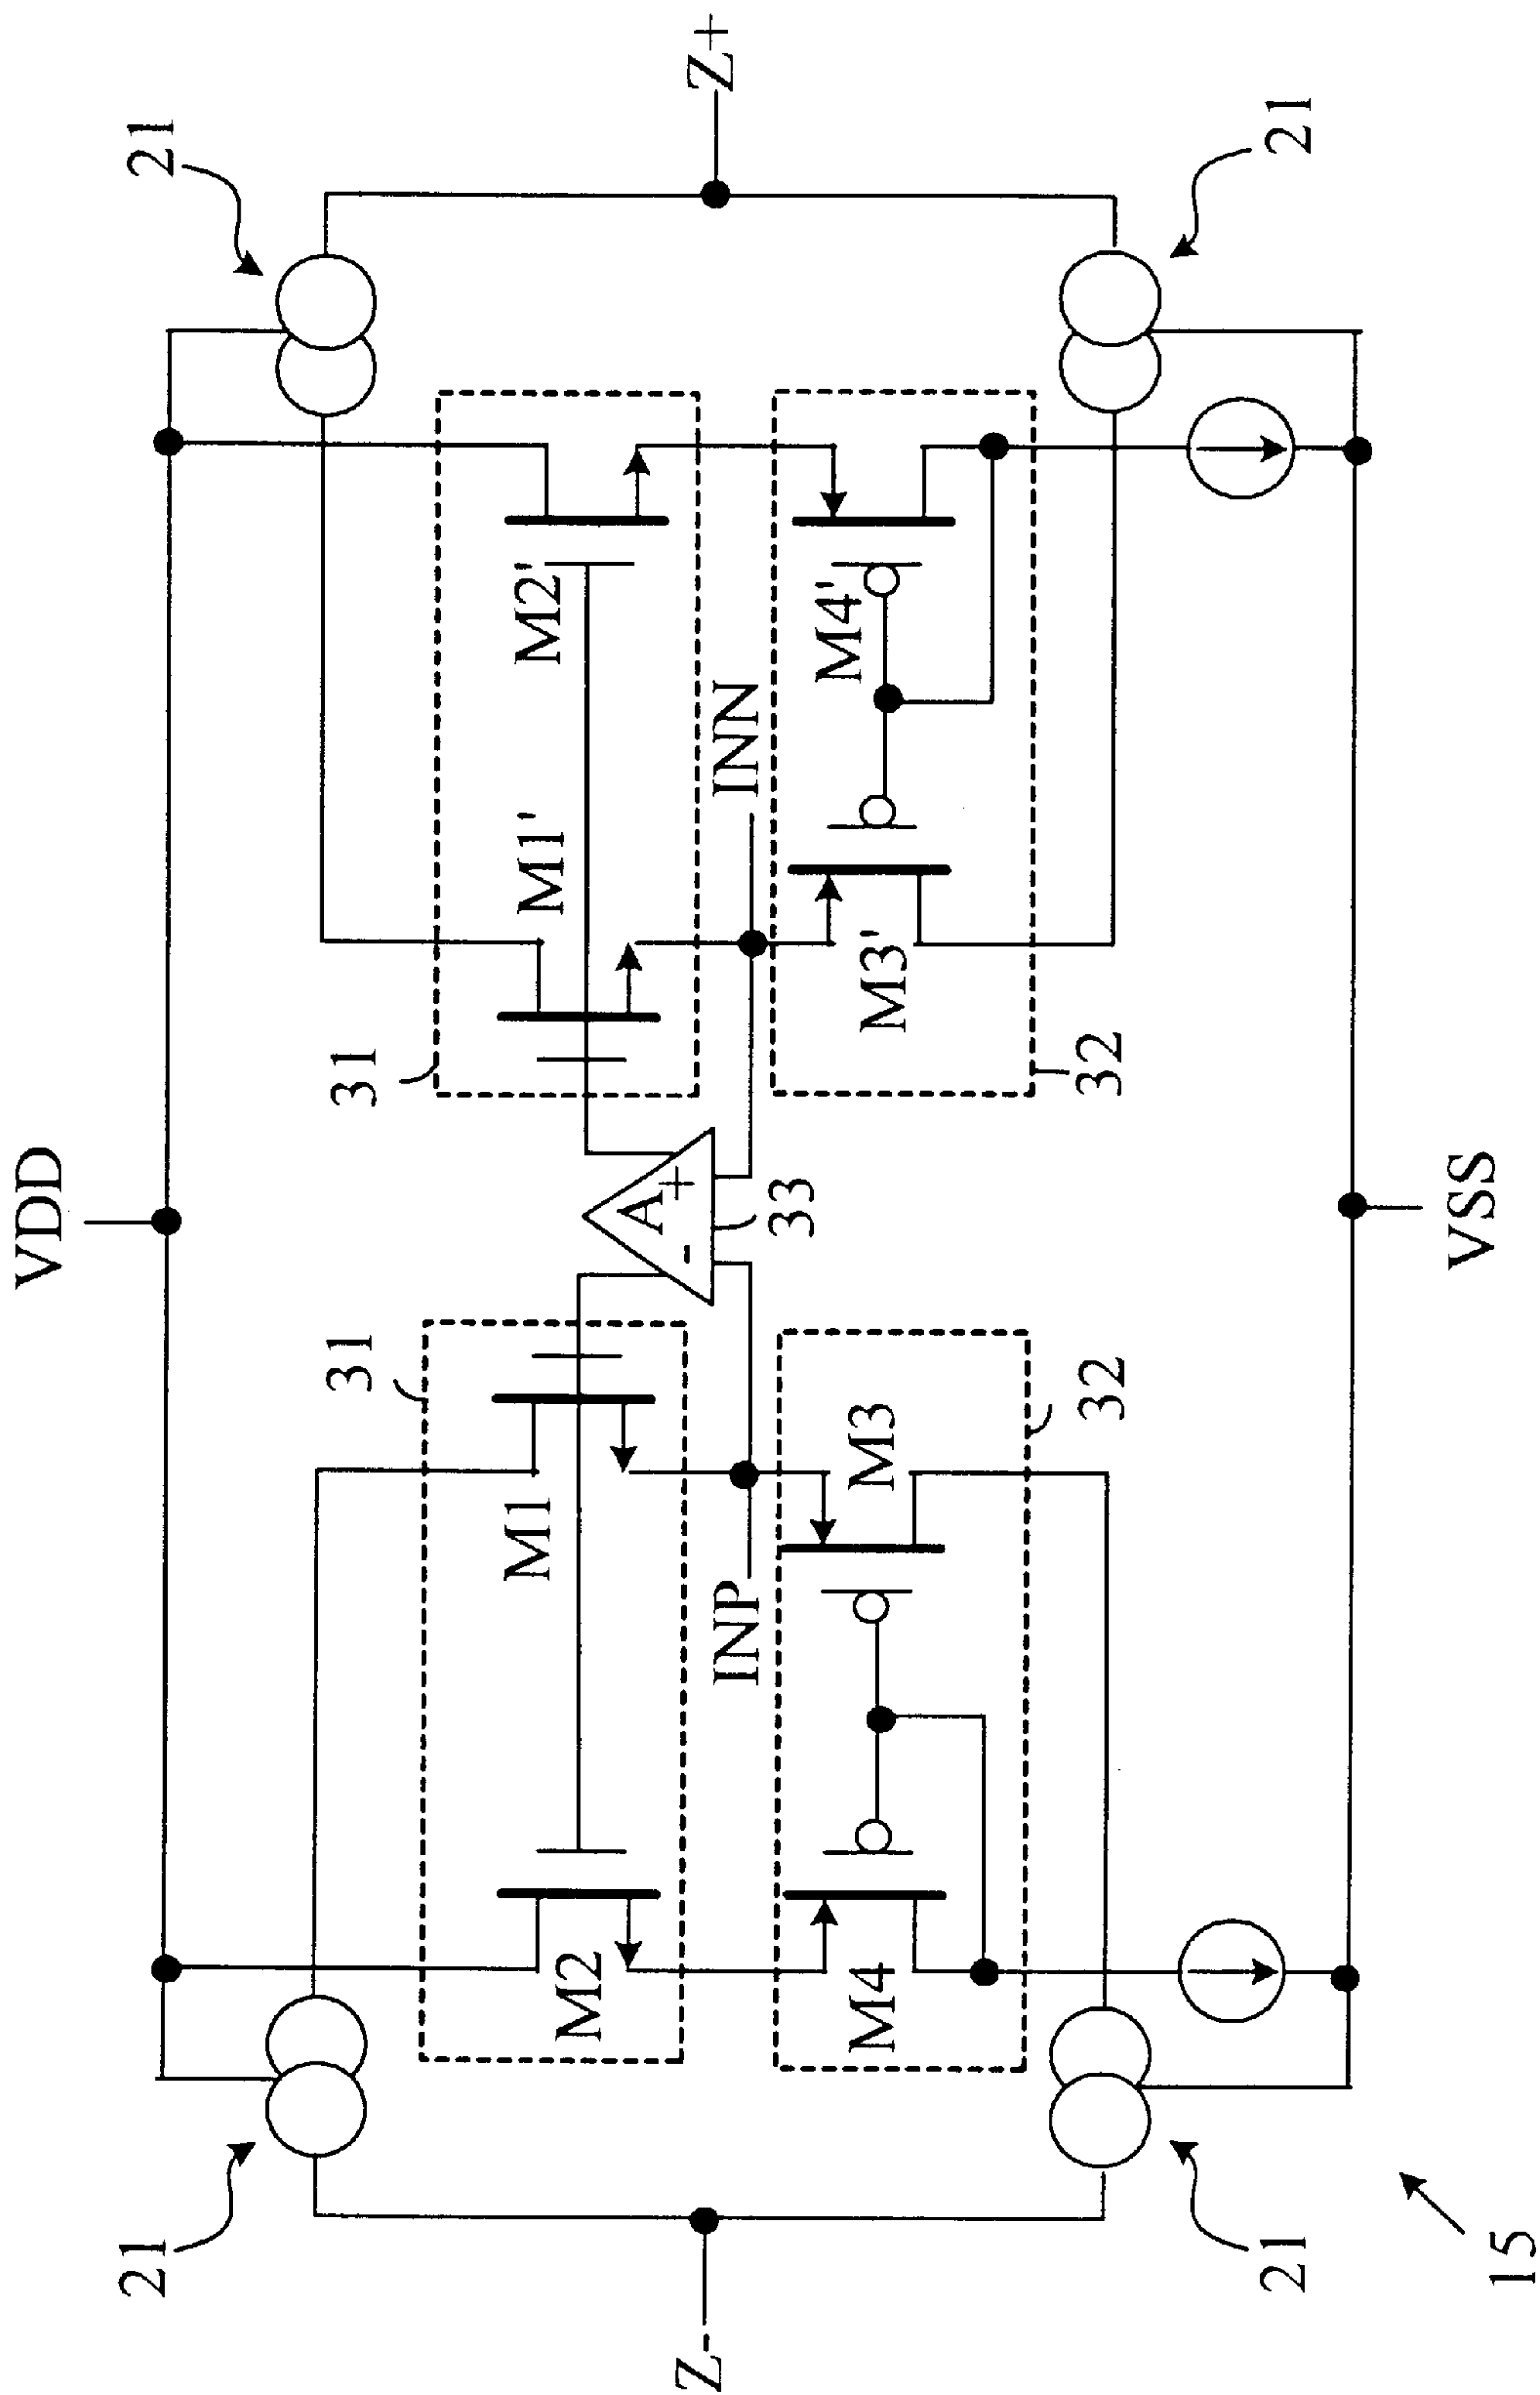 VDD
21
21
31
31
M1
M1'
M2
M2'
A
-
+
Z-
Z+
INP
INN
33
M3
M3'
M4
M4'
32
32
21
21
VSS
15